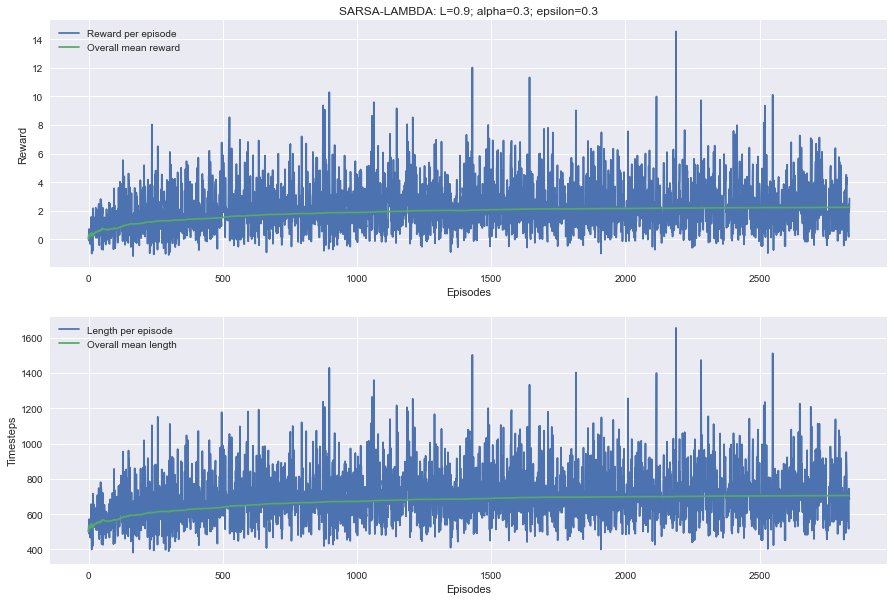 SARSA-LAMBDA: L=0.9; alpha=0.3; epsilon=0.3
Reward per episode
Overall mean reward
Reward
14
12
10
8
6
4
2
0
0 500 1000 1500 2000 2500
Episodes
Length per episode
Overall mean length
Timesteps
1600
1400
1200
1000
800
600
400
0 500 1000 1500 2000 2500
Episodes